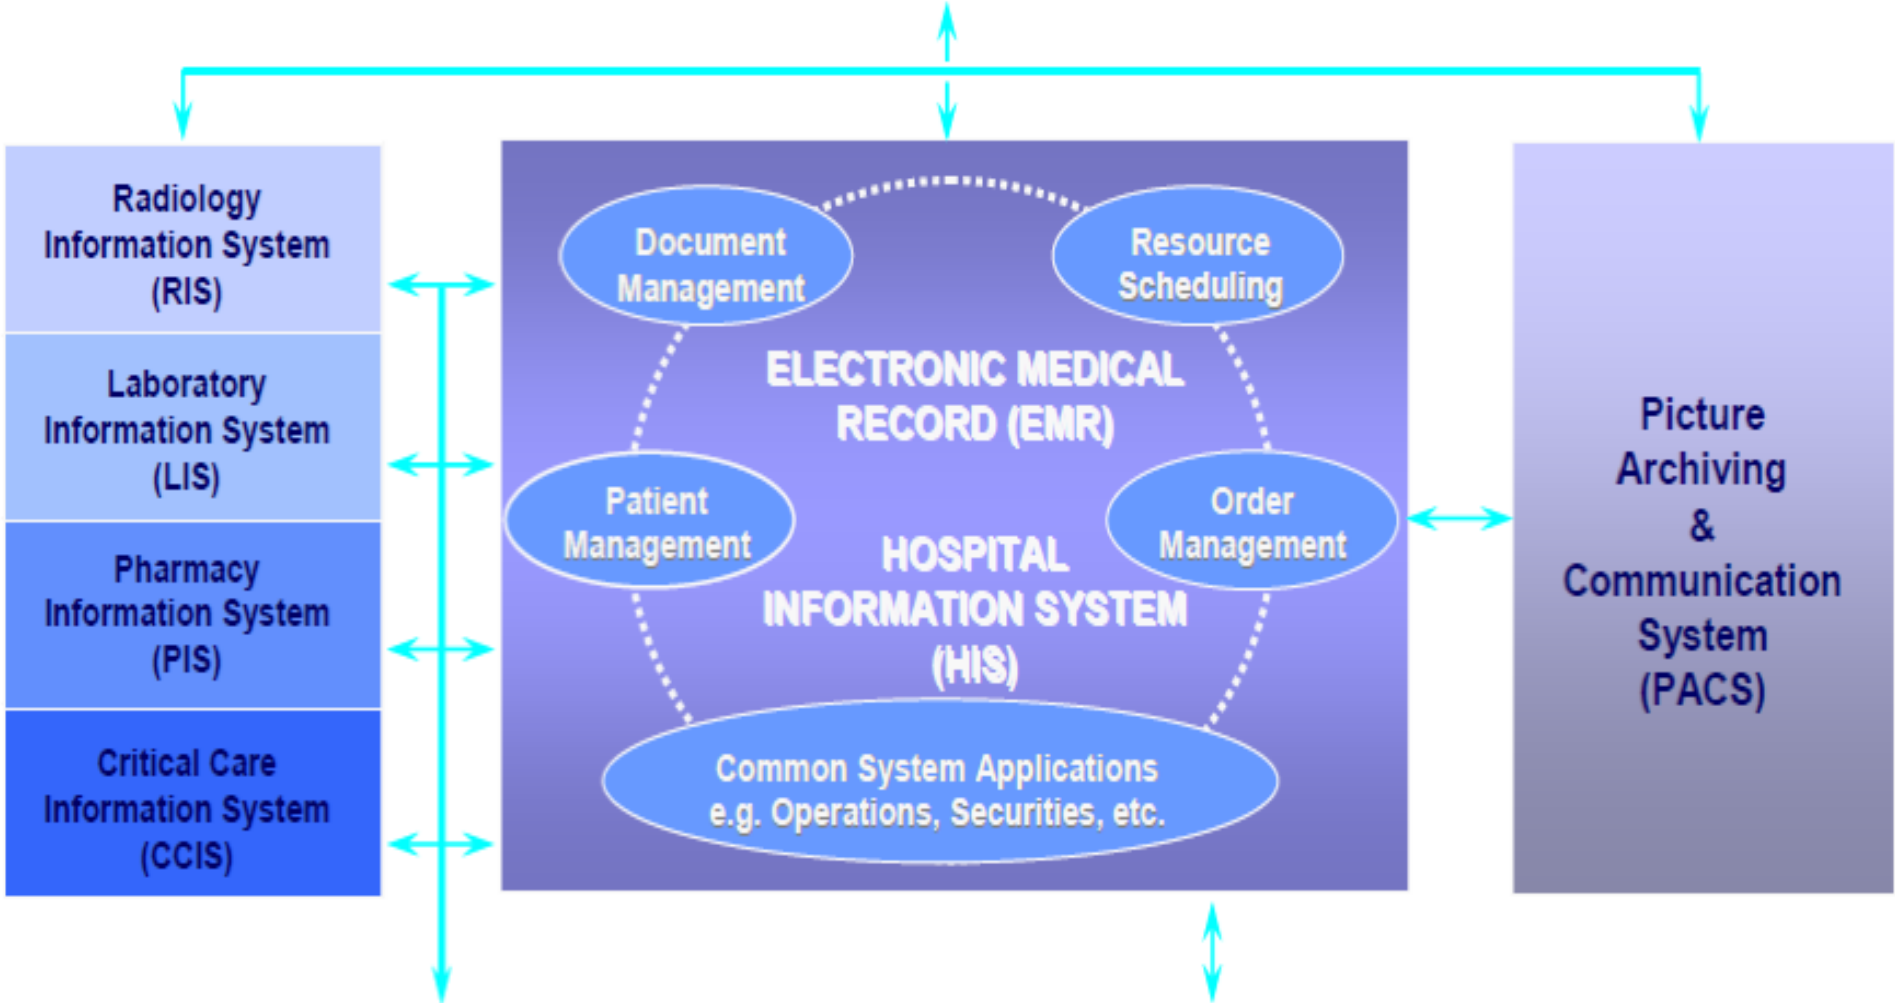 Radiology
Information System
(RIS)
Laboratory
Information System
(LIS)
Pharmacy
Information System
(PIS)
Critical Care
Information System
(CCIS)
Document
Management
Resource
Scheduling
ELECTRONIC MEDICAL
RECORD (EMR)
Patient
Management
Order
Management
HOSPITAL
INFORMATION SYSTEM
(HIS)
Common System Applications
e.g. Operations, Securities, etc.
Picture
Archiving
&
Communication
System
(PACS)